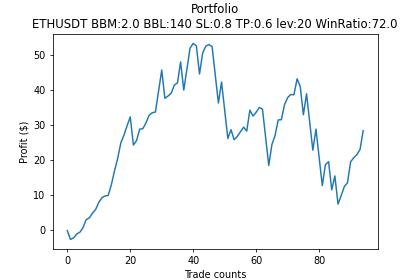 Portfolio
ETHUSDT BBM:2.0 BBL:140 SL:0.8 TP:0.6 lev:20 WinRatio:72.0
50
40
30
20
10
0
Profit ($)
0 20 40 60 80
Trade counts